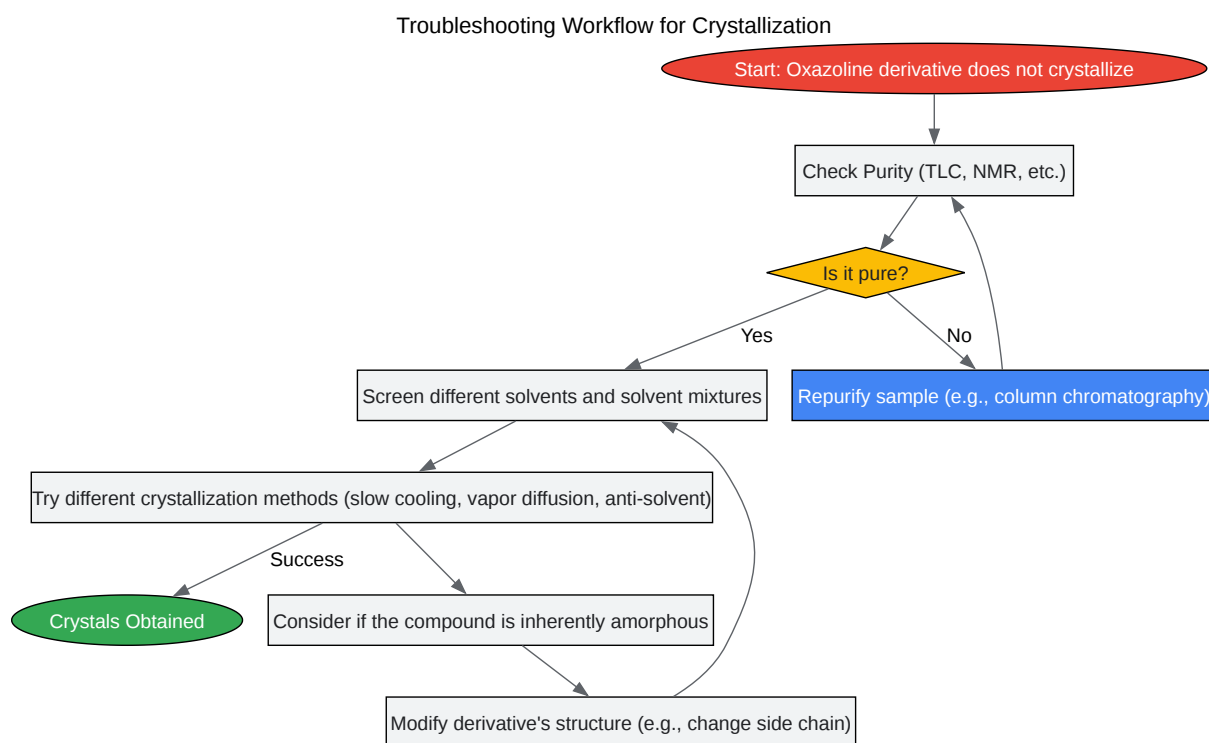 Troubleshooting Workflow for Crystallization
Start: Oxazoline derivative does not crystallize
Check Purity (TLC, NMR, etc.)
Is it pure?
Yes
No
Screen different solvents and solvent mixtures
Repurify sample (e.g., column chromatography)
Try different crystallization methods (slow cooling, vapor diffusion, anti-solvent)
Success
Crystals Obtained
Consider if the compound is inherently amorphous
Modify derivative's structure (e.g., change side chain)